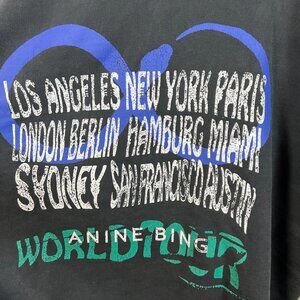 LOS ANGELES NEW YORK PARIS
LONDON BERLIN HAMBURG MIAMI
SYDNEY SAN FRANCISCO AUSTIN
ANINE BING
WORLD TOUR